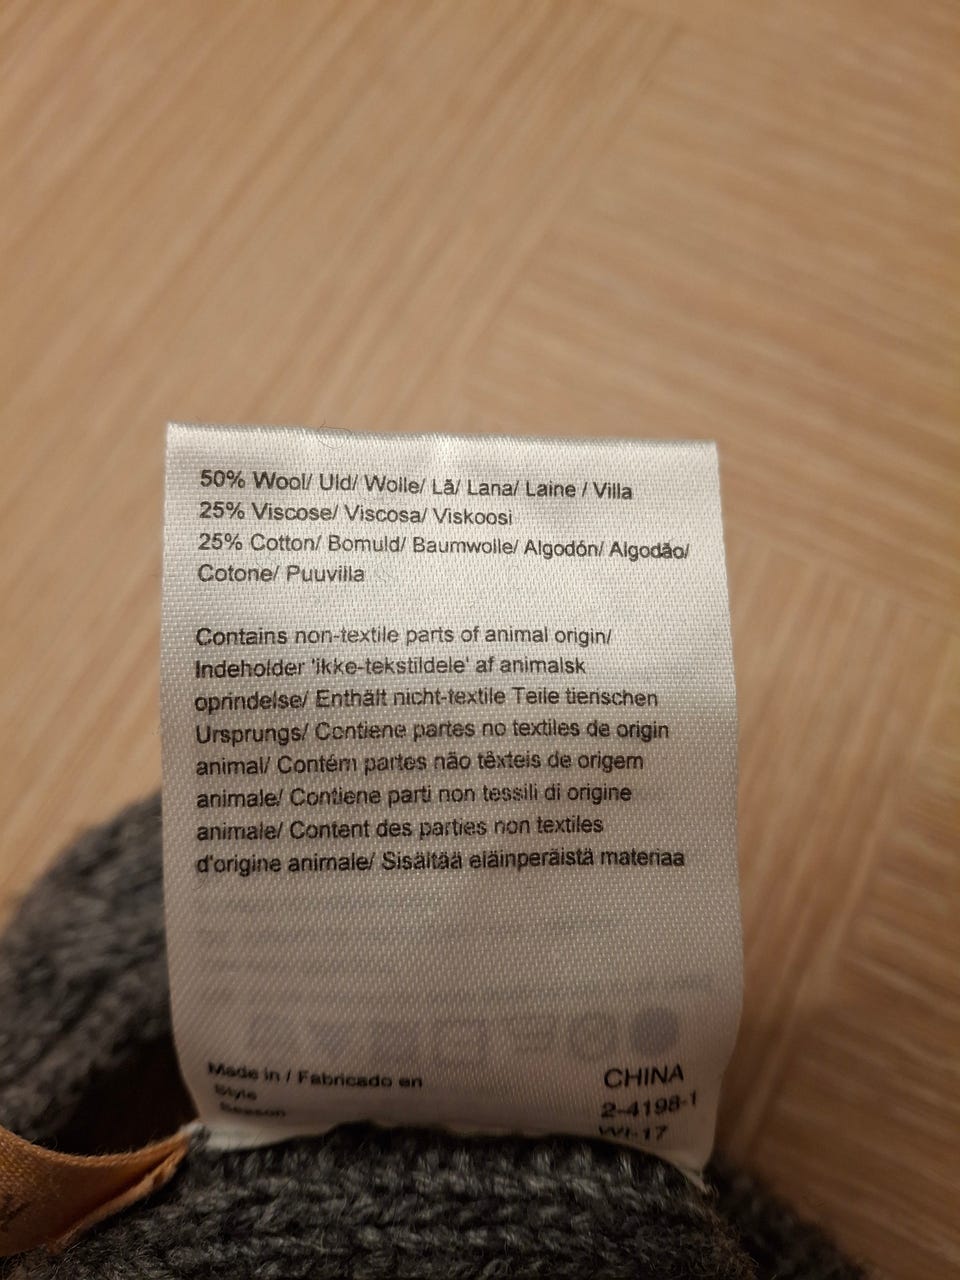 50% Wool/ Uld/ Wolle/ Lã/ Lana/ Laine / Villa
25% Viscose/ Viscosa/ Viskoosi
25% Cotton/ Bomuld/ Baumwolle/ Algodón/ Algodão/
Cotone/ Puuvilla
Contains non-textile parts of animal origin/
Indeholder 'ikke-tekstildele' af animalsk
oprindelse/ Enthält nicht-textile Teile tierischen
Ursprungs/ Contiene partes no textiles de origin
animal/ Contém partes não têxteis de origem
animale/ Contiene parti non tessili di origine
animale/ Content des parties non textiles
d'origine animale/ Sisältää eläinperäistä materiaa
Made in / Fabricado en CHINA
Style 2-4198-1
Season WI-17